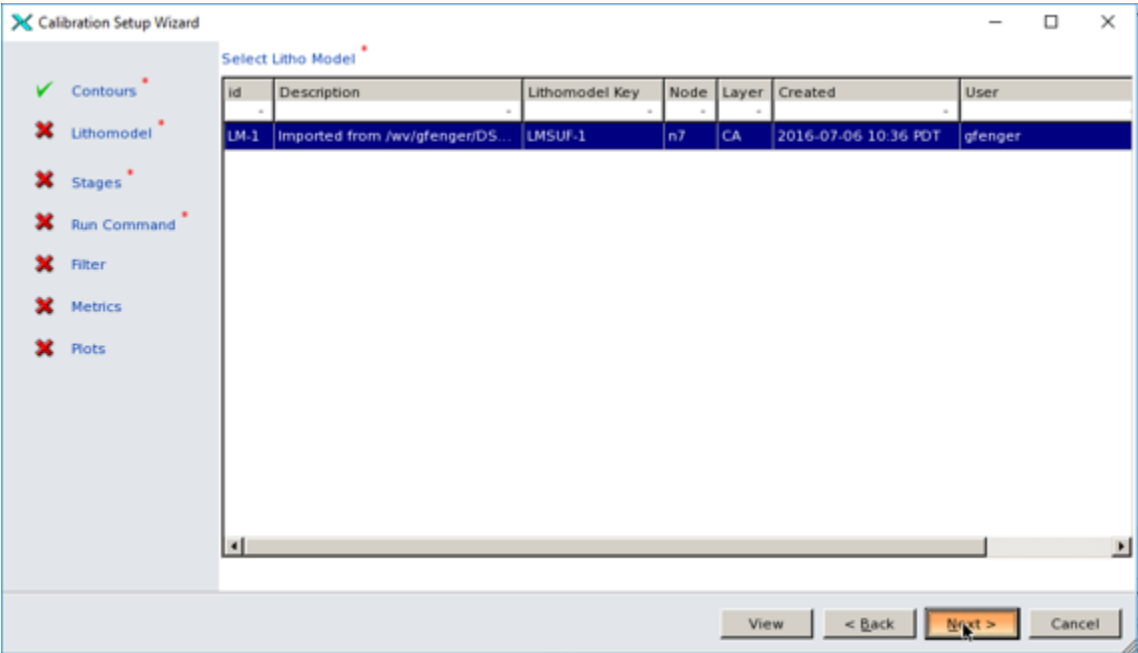 Calibration Setup Wizard
Contours *
Lithomodel *
Stages *
Run Command *
Filter
Metrics
Plots
Select Litho Model *
id Description Lithomodel Key Node Layer Created User
- - - - - -
LM-1 Imported from /wv/gfenger/DS... LMSUF-1 n7 CA 2016-07-06 10:36 PDT gfenger
View < Back Next > Cancel